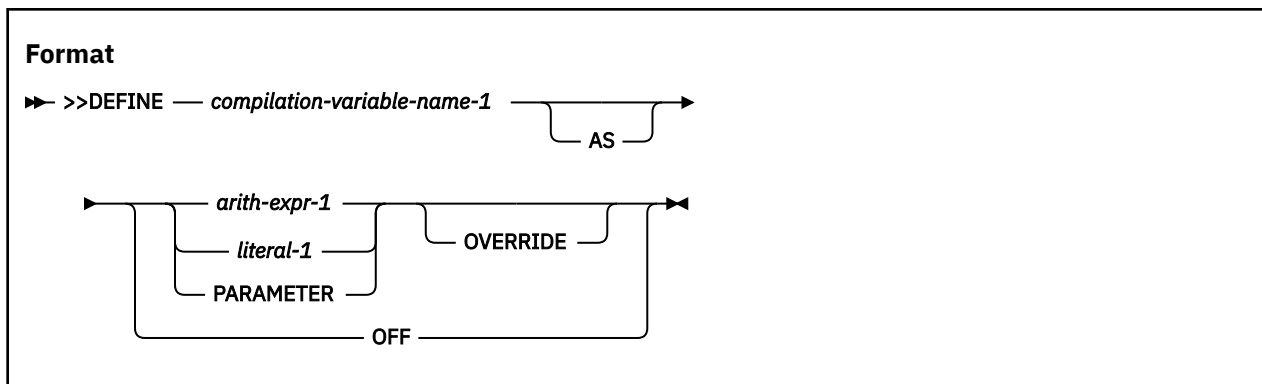 Format
>>DEFINE compilation-variable-name-1
AS
arith-expr-1
OVERRIDE
literal-1
PARAMETER
OFF